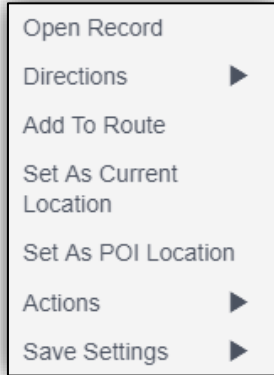 Open Record
Directions
Add To Route
Set As Current
Location
Set As POI Location
Actions
Save Settings